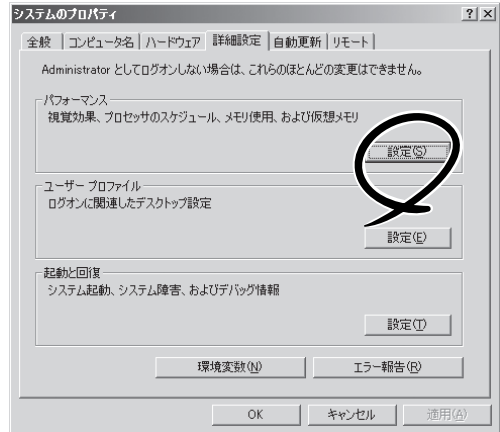 システムのプロパティ
全般 コンピュータ名 ハードウェア 詳細設定 自動更新 リモート
Administrator としてログオンしない場合は、これらのほとんどの変更はできません。
パフォーマンス
視覚効果、プロセッサのスケジュール、メモリ使用、および仮想メモリ
設定(S)
ユーザー プロファイル
ログオンに関連したデスクトップ設定
設定(E)
起動と回復
システム起動、システム障害、およびデバッグ情報
設定(T)
環境変数(N) エラー報告(R)
OK キャンセル 適用(A)